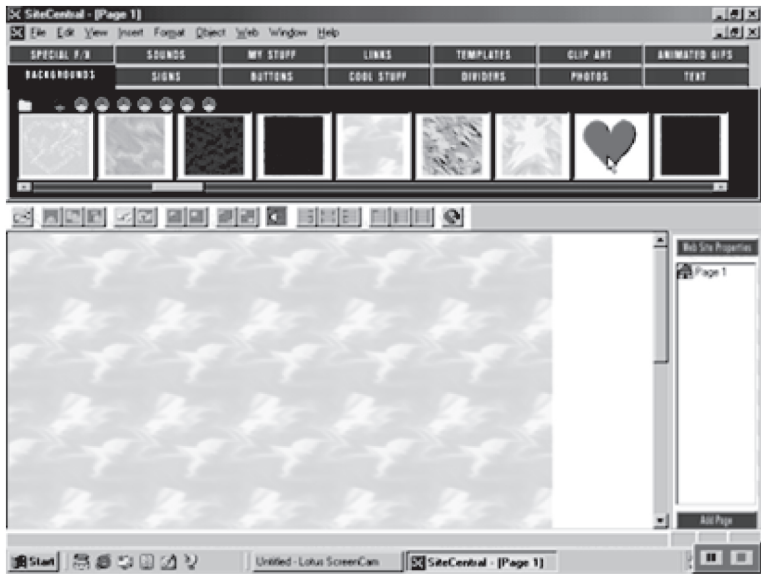 SiteCentral - [Page 1]
File Edit View Insert Format Object Web Window Help
SPECIAL F/X SOUNDS MY STUFF LINKS TEMPLATES CLIP ART ANIMATED GIFS
BACKGROUNDS SIGNS BUTTONS COOL STUFF DIVIDERS PHOTOS TEXT
Web Site Properties
Page 1
Add Page
Start Untitled - Lotus ScreenCam SiteCentral - [Page 1]